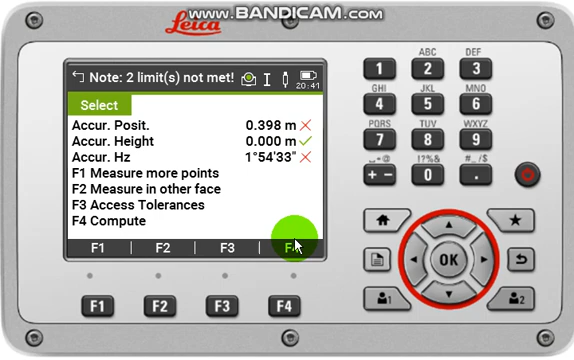 www.BANDICAM.com
Leica
Note: 2 limit(s) not met!
20:41
Select
Accur. Posit. 0.398 m
Accur. Height 0.000 m
Accur. Hz 1°54'33"
F1 Measure more points
F2 Measure in other face
F3 Access Tolerances
F4 Compute
F1 F2 F3 F4
F1 F2 F3 F4
ABC DEF
1 2 3
GHI JKL MNO
4 5 6
PQRS TUV WXYZ
7 8 9
!?%& #_/$
+ - 0 .
OK
1 2